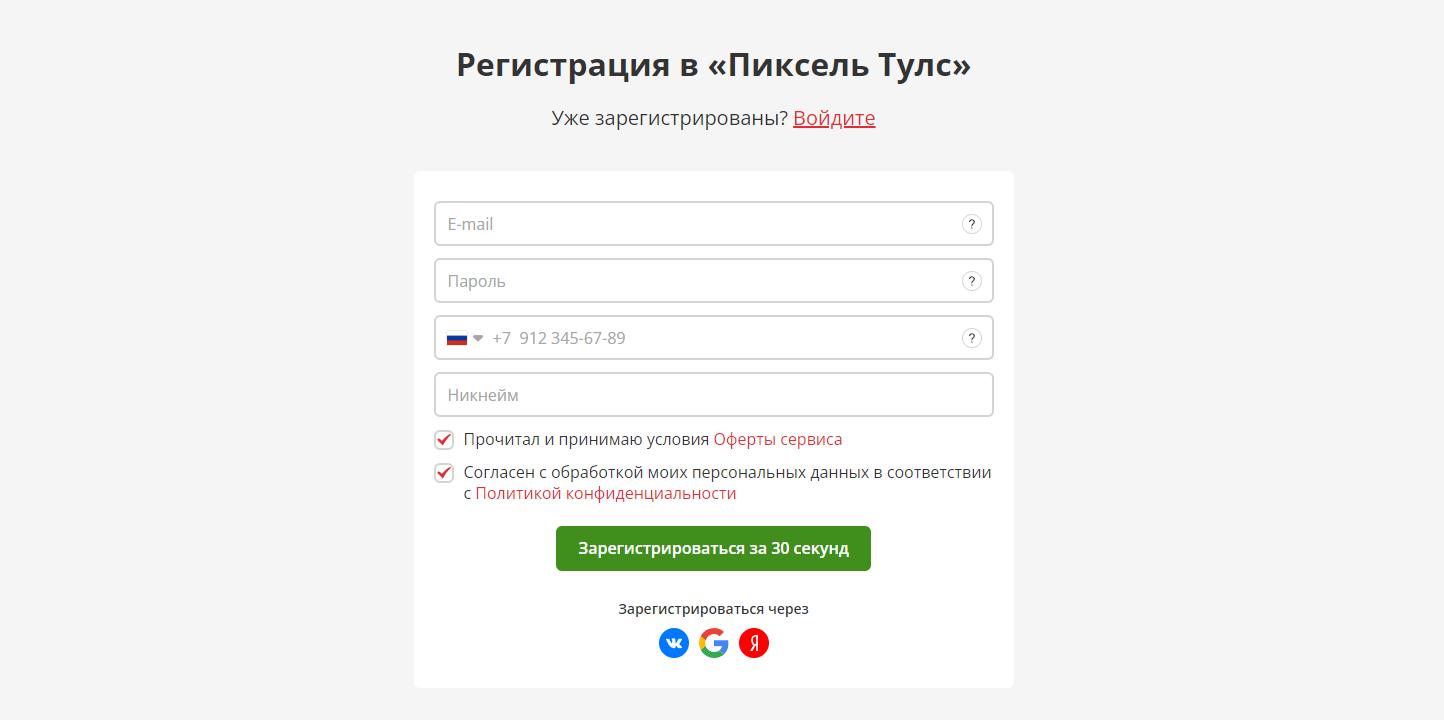 Регистрация в «Пиксель Тулс»
Уже зарегистрированы? Войдите
E-mail ?
Пароль ?
+7 912 345-67-89 ?
Никнейм
Прочитал и принимаю условия Оферты сервиса
Согласен с обработкой моих персональных данных в соответствии
с Политикой конфиденциальности
Зарегистрироваться за 30 секунд
Зарегистрироваться через
VK G Я